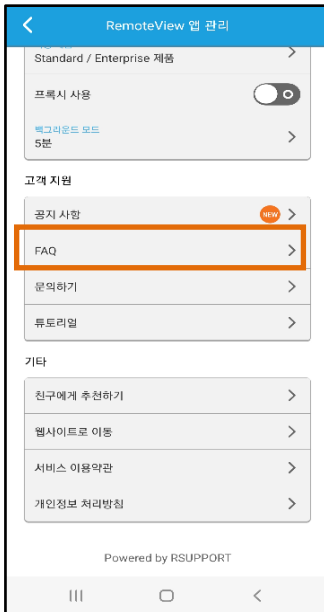 RemoteView 앱 관리
Standard / Enterprise 제품
프록시 사용
백그라운드 모드
5분
고객 지원
공지 사항
NEW
FAQ
문의하기
튜토리얼
기타
친구에게 추천하기
웹사이트로 이동
서비스 이용약관
개인정보 처리방침
Powered by RSUPPORT